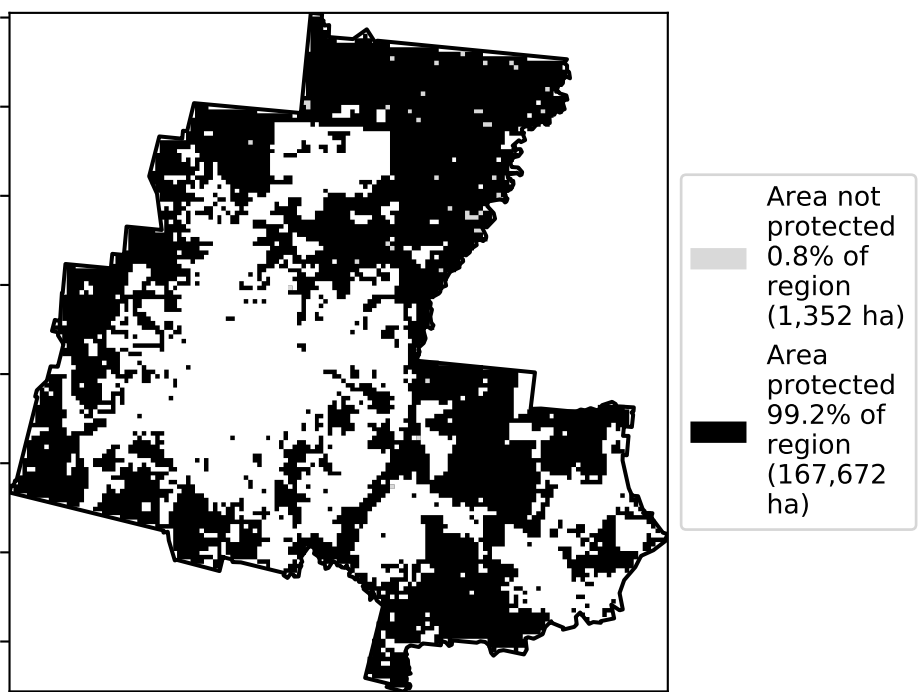 Area not
protected
0.8% of
region
(1,352 ha)
Area
protected
99.2% of
region
(167,672
ha)